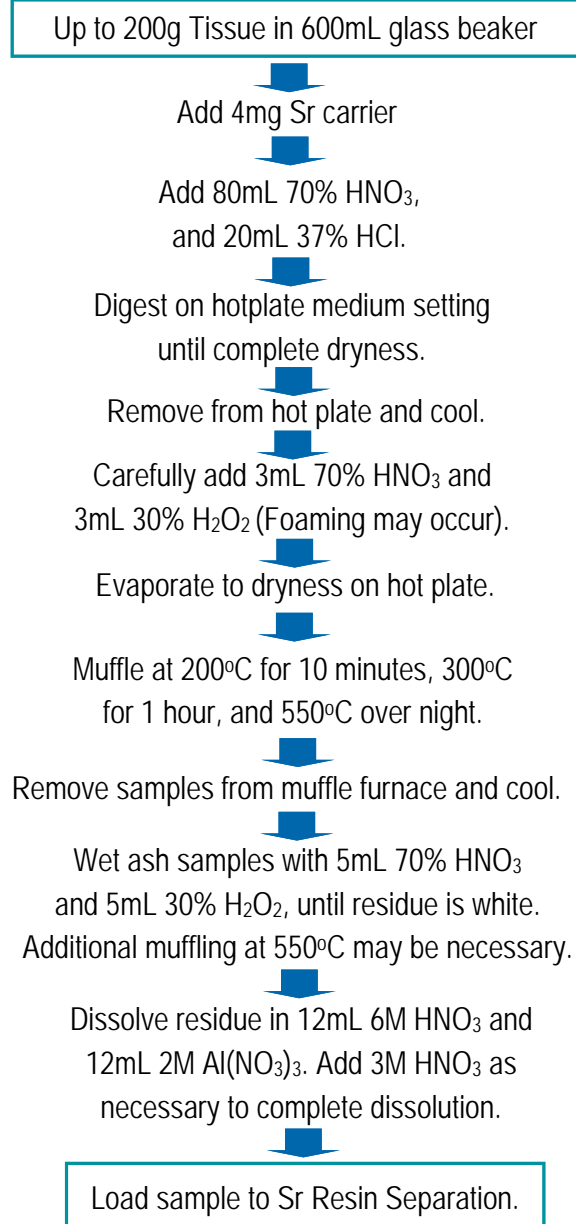 Up to 200g Tissue in 600mL glass beaker
Add 4mg Sr carrier
Add 80mL 70% HNO₃,
and 20mL 37% HCl.
Digest on hotplate medium setting
until complete dryness.
Remove from hot plate and cool.
Carefully add 3mL 70% HNO₃ and
3mL 30% H₂O₂ (Foaming may occur).
Evaporate to dryness on hot plate.
Muffle at 200ºC for 10 minutes, 300ºC
for 1 hour, and 550ºC over night.
Remove samples from muffle furnace and cool.
Wet ash samples with 5mL 70% HNO₃
and 5mL 30% H₂O₂, until residue is white.
Additional muffling at 550ºC may be necessary.
Dissolve residue in 12mL 6M HNO₃ and
12mL 2M Al(NO₃)₃. Add 3M HNO₃ as
necessary to complete dissolution.
Load sample to Sr Resin Separation.